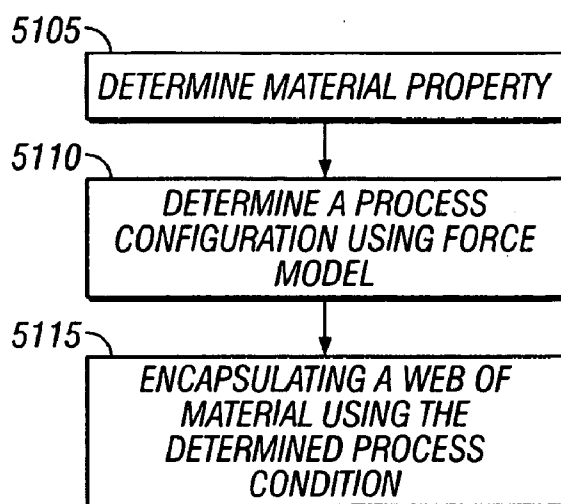 5105
DETERMINE MATERIAL PROPERTY
5110
DETERMINE A PROCESS
CONFIGURATION USING FORCE
MODEL
5115
ENCAPSULATING A WEB OF
MATERIAL USING THE
DETERMINED PROCESS
CONDITION